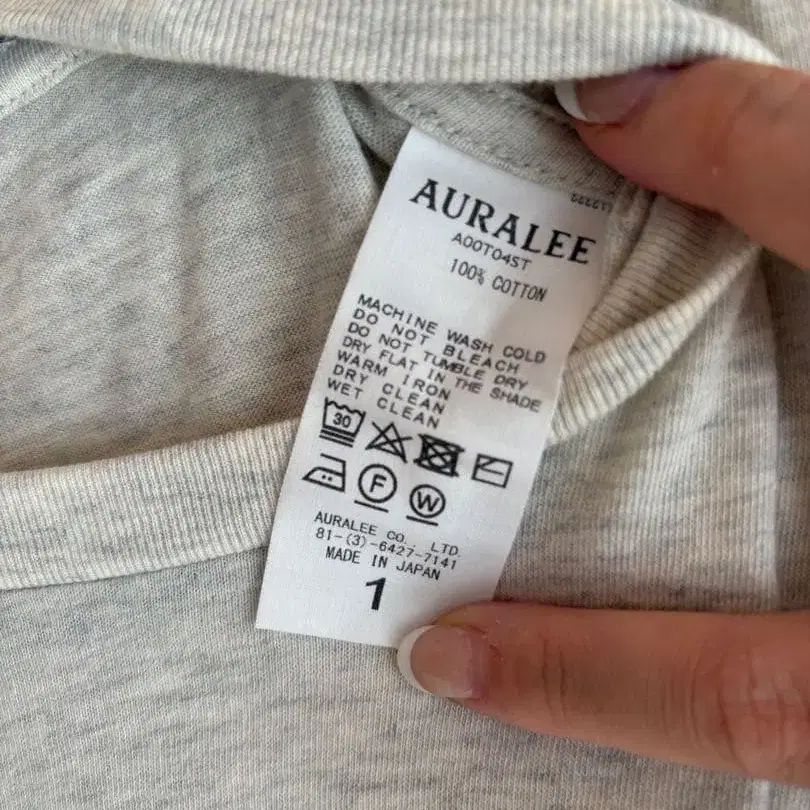 AURALEE
A00T04ST
100% COTTON
MACHINE WASH COLD
DO NOT BLEACH
DO NOT TUMBLE DRY
DRY FLAT IN THE SHADE
WARM IRON
DRY CLEAN
WET CLEAN
30
F W
AURALEE CO., LTD.
81-(3)-6427-7141
MADE IN JAPAN
1